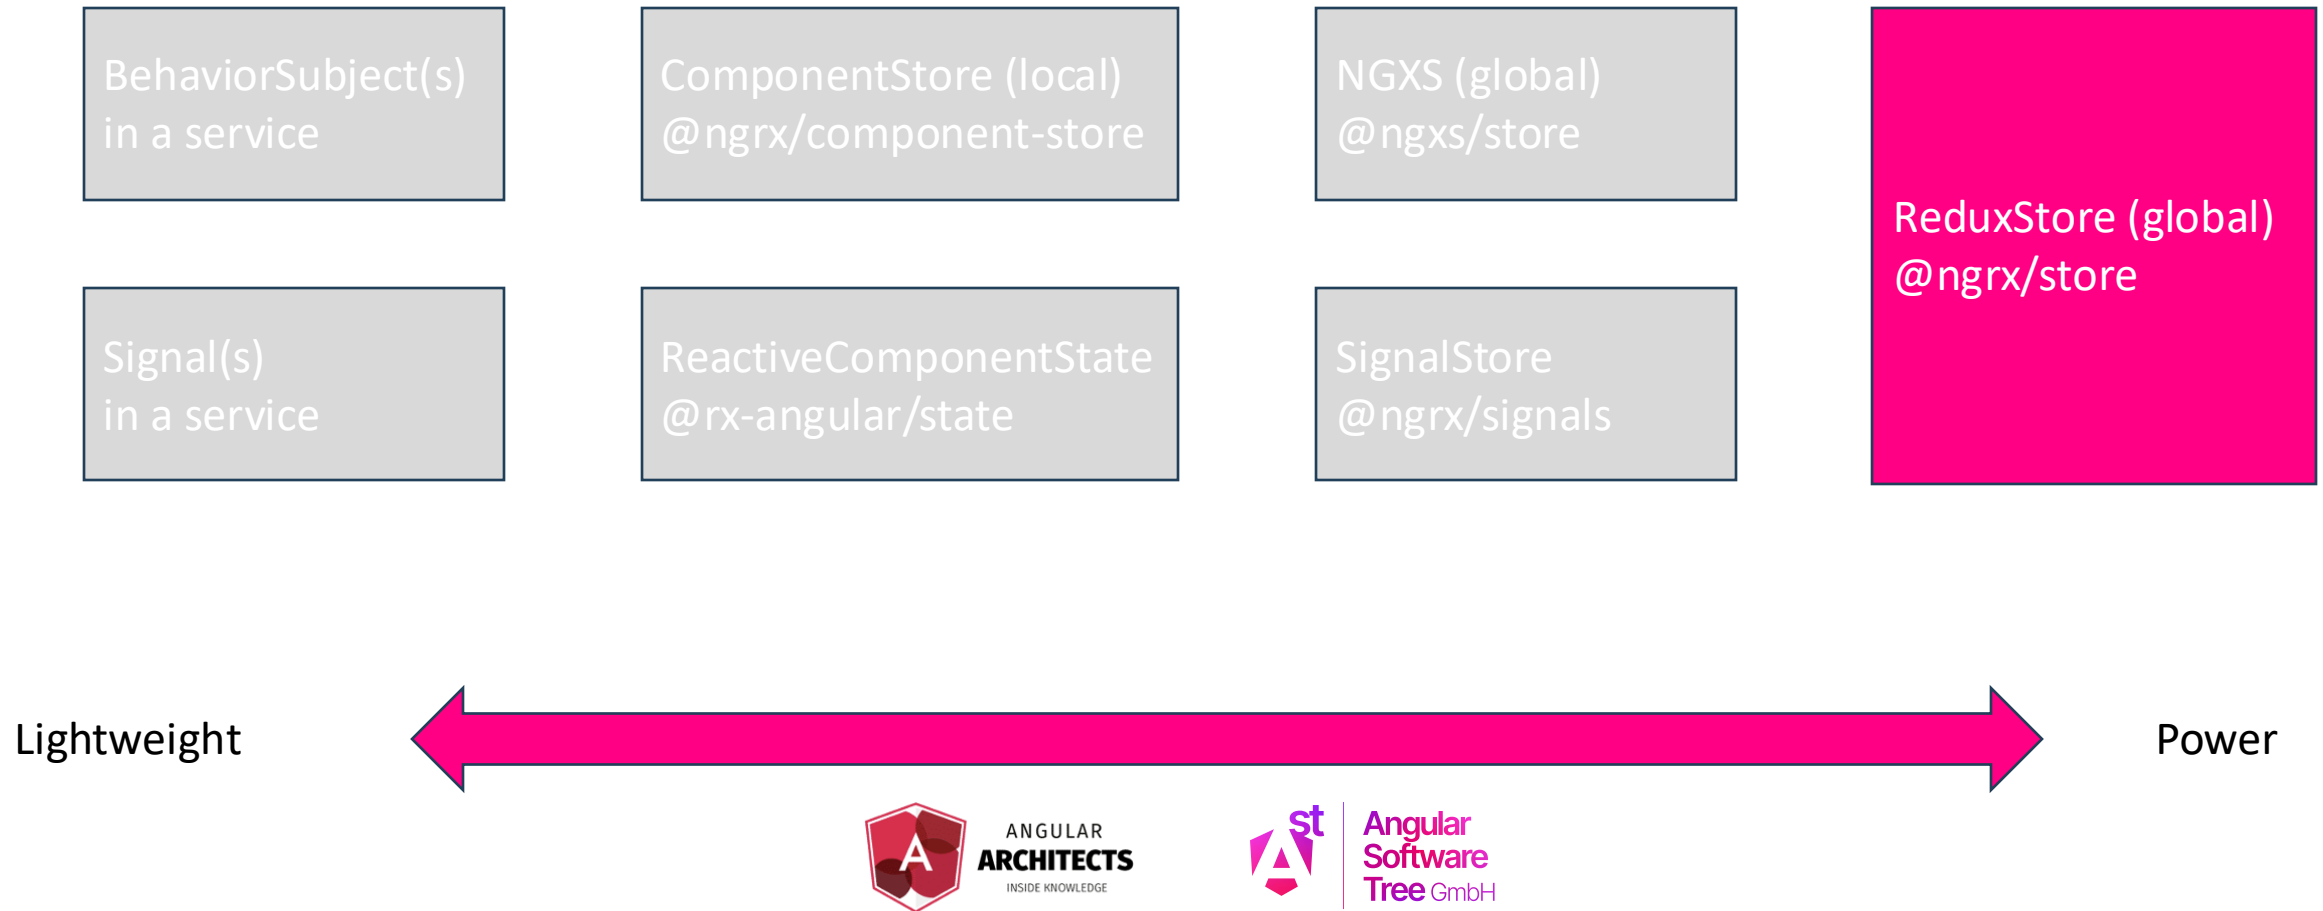 BehaviorSubject(s)
in a service
ComponentStore (local)
@ngrx/component-store
NGXS (global)
@ngxs/store
ReduxStore (global)
@ngrx/store
Signal(s)
in a service
ReactiveComponentState
@rx-angular/state
SignalStore
@ngrx/signals
Lightweight
Power
A
ANGULAR
ARCHITECTS
INSIDE KNOWLEDGE
st
Angular
Software
Tree GmbH